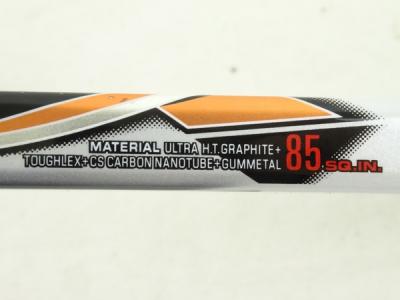 MATERIAL ULTRA H.T.GRAPHITE+
TOUGHLEX+CS CARBON NANOTUBE+GUMMETAL
85 SQ.IN.